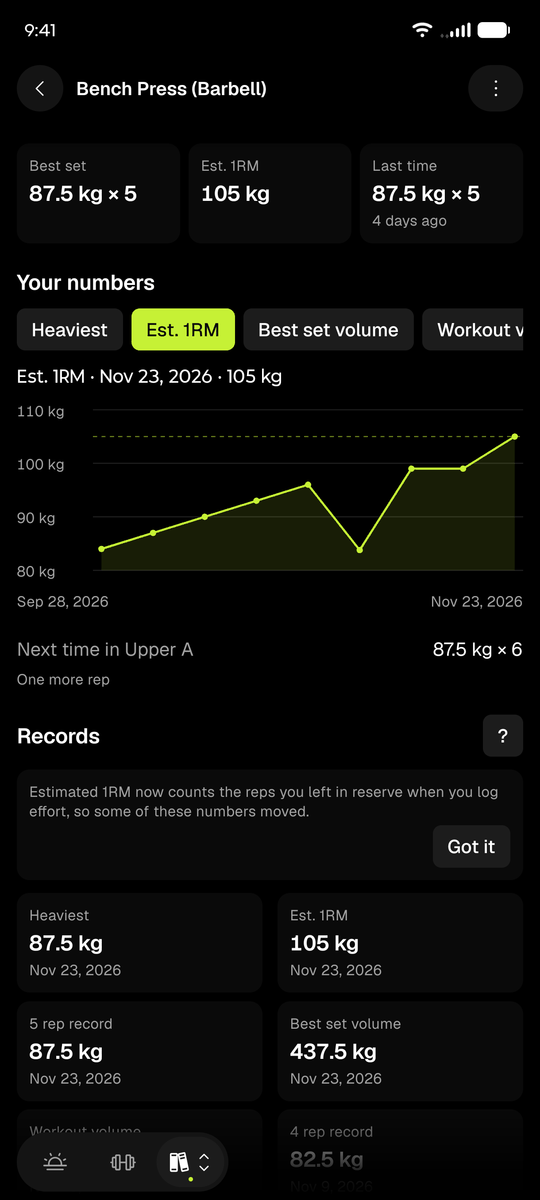 9:41
Bench Press (Barbell)
Best set
87.5 kg × 5
Est. 1RM
105 kg
Last time
87.5 kg × 5
4 days ago
Your numbers
Heaviest
Est. 1RM
Best set volume
Workout v
Est. 1RM · Nov 23, 2026 · 105 kg
110 kg
100 kg
90 kg
80 kg
Sep 28, 2026
Nov 23, 2026
Next time in Upper A
87.5 kg × 6
One more rep
Records
?
Estimated 1RM now counts the reps you left in reserve when you log
effort, so some of these numbers moved.
Got it
Heaviest
87.5 kg
Nov 23, 2026
Est. 1RM
105 kg
Nov 23, 2026
5 rep record
87.5 kg
Nov 23, 2026
Best set volume
437.5 kg
Nov 23, 2026
Workout volume
4 rep record
82.5 kg
Nov 9, 2026